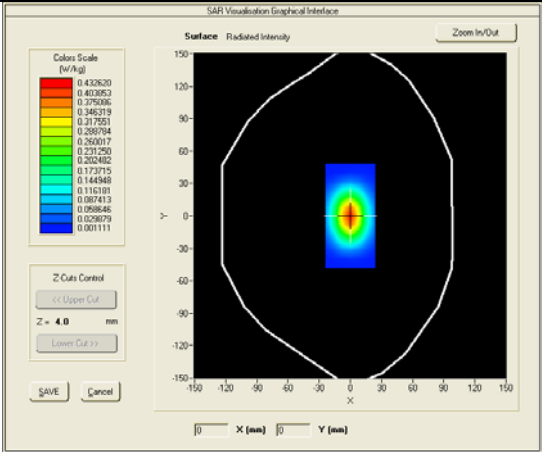 SAR Visualisation Graphical Interface
Surface Radiated Intensity
Zoom In/Out
Colors Scale
(W/kg)
0.432620
0.403853
0.375086
0.346319
0.317551
0.288784
0.260017
0.231250
0.202482
0.173715
0.144948
0.116181
0.087413
0.058646
0.029879
0.001111
150
120
90
60
30
0
-30
-60
-90
-120
-150
Y
-150 -120 -90 -60 -30 0 30 60 90 120 150
X
Z-Cuts Control
<< Upper Cut
Z = 4.0 mm
Lower Cut >>
SAVE Cancel
0 X (mm) 0 Y (mm)